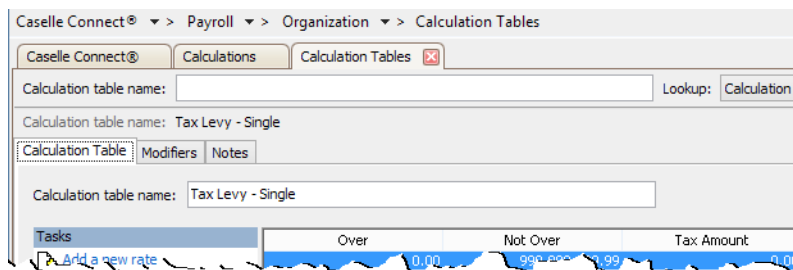 Caselle Connect® > Payroll > Organization > Calculation Tables
Caselle Connect® Calculations Calculation Tables
Calculation table name: Lookup: Calculation
Calculation table name: Tax Levy - Single
Calculation Table Modifiers Notes
Calculation table name: Tax Levy - Single
Tasks Over Not Over Tax Amount
Add a new rate 0.00